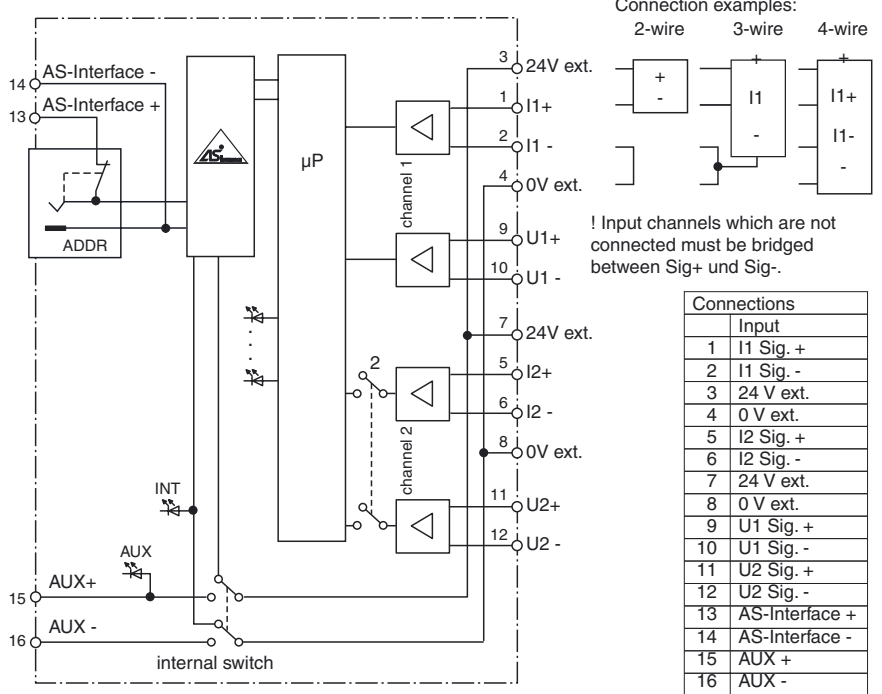 Connection examples:
2-wire
3-wire
4-wire
+
-
+
I1
-
+
I1+
I1-
-
! Input channels which are not
connected must be bridged
between Sig+ und Sig-.
14 AS-Interface -
13 AS-Interface +
ADDR
ASi
µP
channel 1
channel 2
2
3 24V ext.
1 I1+
2 I1 -
4 0V ext.
9 U1+
10 U1 -
7 24V ext.
5 I2+
6 I2 -
8 0V ext.
11 U2+
12 U2 -
INT
AUX
15 AUX+
16 AUX -
internal switch
Connections
Input
1 I1 Sig. +
2 I1 Sig. -
3 24 V ext.
4 0 V ext.
5 I2 Sig. +
6 I2 Sig. -
7 24 V ext.
8 0 V ext.
9 U1 Sig. +
10 U1 Sig. -
11 U2 Sig. +
12 U2 Sig. -
13 AS-Interface +
14 AS-Interface -
15 AUX +
16 AUX -